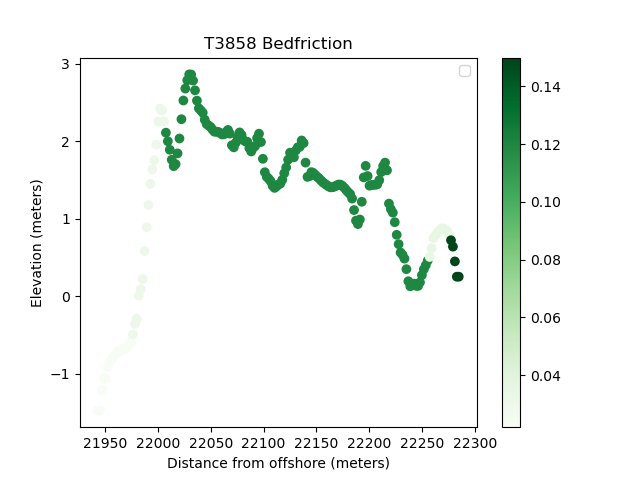 T3858 Bedfriction
3
2
1
0
−1
Elevation (meters)
21950 22000 22050 22100 22150 22200 22250 22300
Distance from offshore (meters)
0.14
0.12
0.10
0.08
0.06
0.04